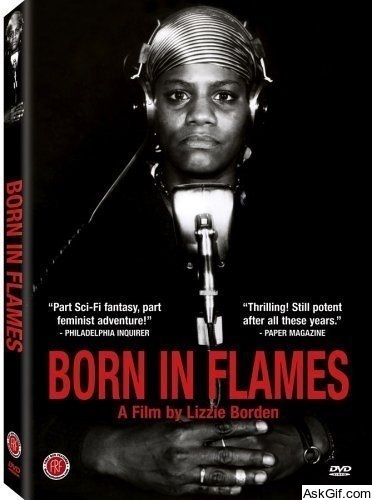 BORN IN FLAMES
"Part Sci-Fi fantasy, part
feminist adventure!"
- PHILADELPHIA INQUIRER
"Thrilling! Still potent
after all these years."
- PAPER MAGAZINE
BORN IN FLAMES
A Film by Lizzie Borden
FRF
DVD
DVD
AskGif.com